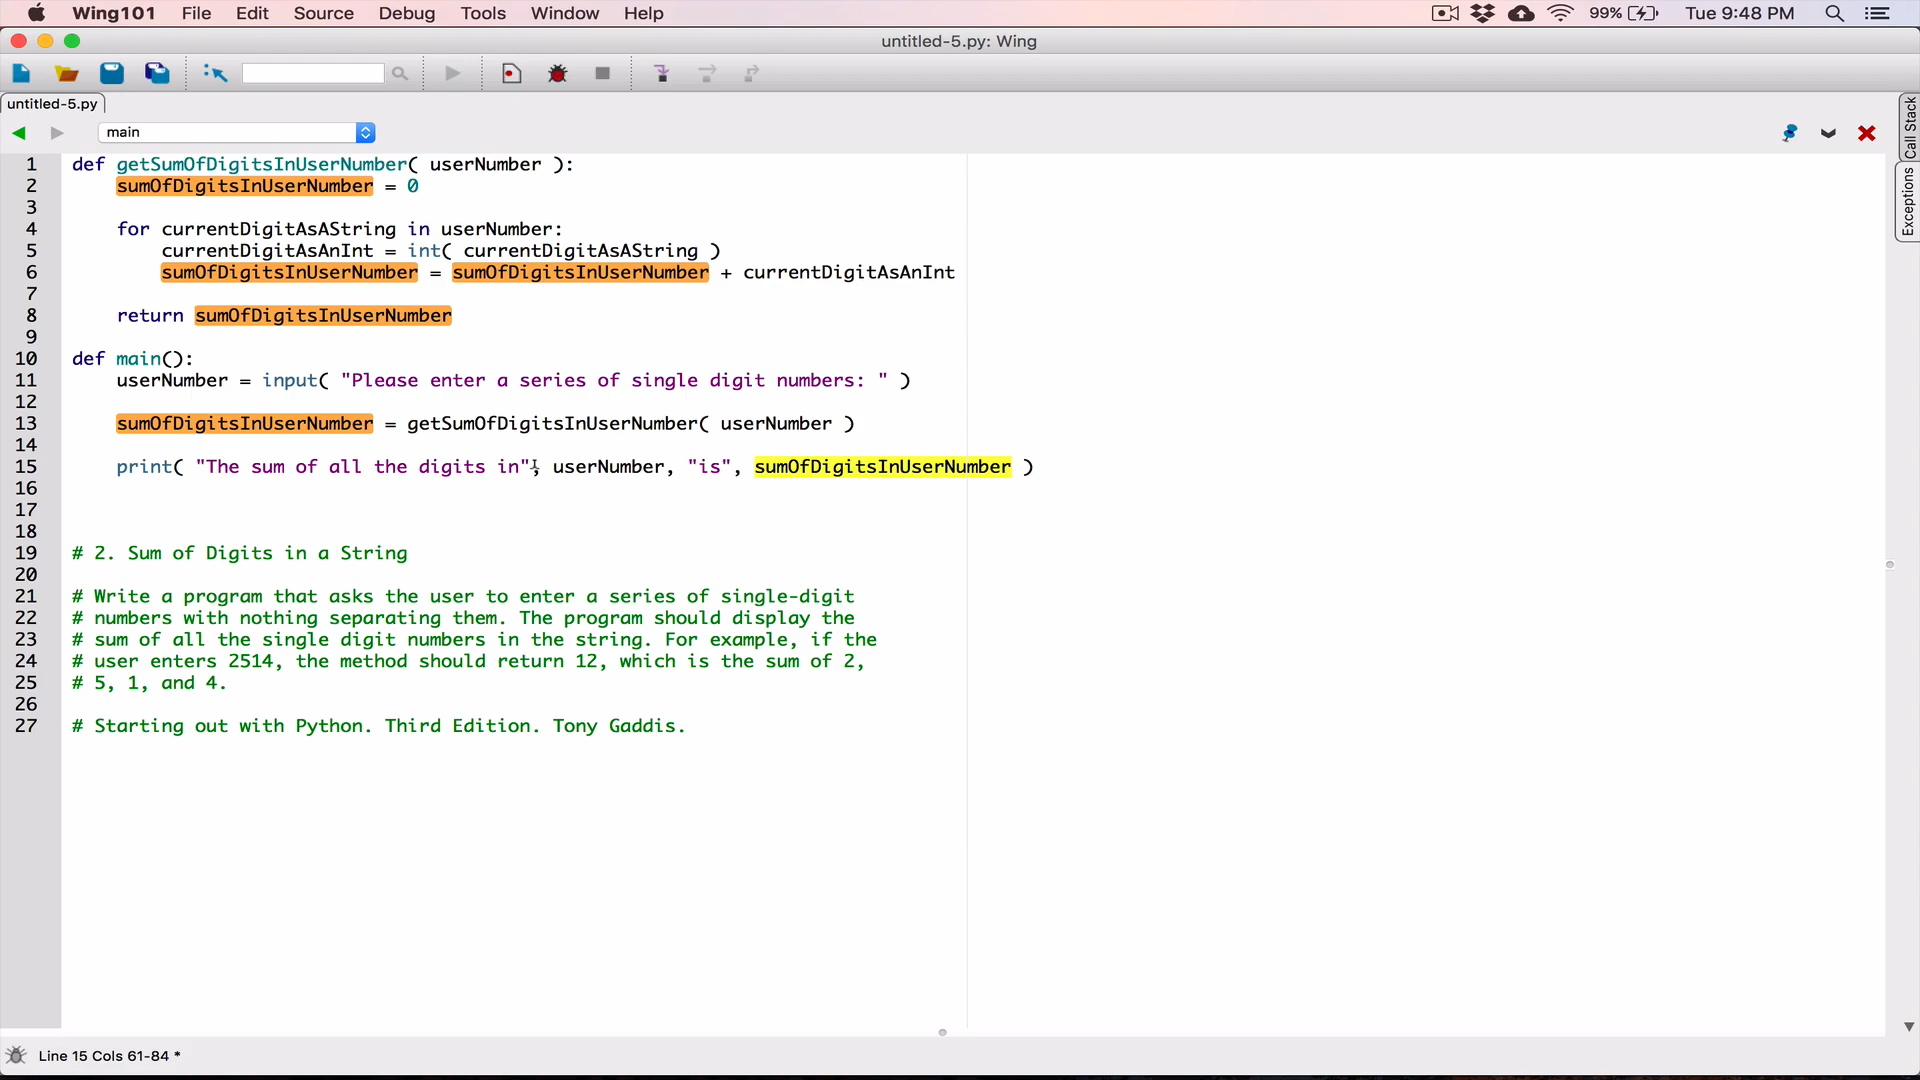 Wing101 File Edit Source Debug Tools Window Help 99% Tue 9:48 PM
untitled-5.py: Wing
untitled-5.py
main
Call Stack
Exceptions
1 def getSumOfDigitsInUserNumber( userNumber ):
2 sumOfDigitsInUserNumber = 0
3
4 for currentDigitAsAString in userNumber:
5 currentDigitAsAnInt = int( currentDigitAsAString )
6 sumOfDigitsInUserNumber = sumOfDigitsInUserNumber + currentDigitAsAnInt
7
8 return sumOfDigitsInUserNumber
9
10 def main():
11 userNumber = input( "Please enter a series of single digit numbers: " )
12
13 sumOfDigitsInUserNumber = getSumOfDigitsInUserNumber( userNumber )
14
15 print( "The sum of all the digits in", userNumber, "is", sumOfDigitsInUserNumber )
16
17
18
19 # 2. Sum of Digits in a String
20
21 # Write a program that asks the user to enter a series of single-digit
22 # numbers with nothing separating them. The program should display the
23 # sum of all the single digit numbers in the string. For example, if the
24 # user enters 2514, the method should return 12, which is the sum of 2,
25 # 5, 1, and 4.
26
27 # Starting out with Python. Third Edition. Tony Gaddis.
Line 15 Cols 61-84 *